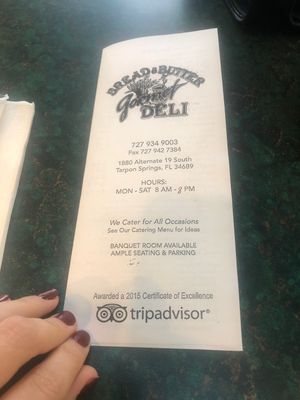 BREAD & BUTTER
gourmet
DELI
727 934 9003
Fax 727 942 7384
1880 Alternate 19 South
Tarpon Springs, FL 34689
HOURS:
MON - SAT 8 AM - 8 PM
We Cater for All Occasions
See Our Catering Menu for Ideas
BANQUET ROOM AVAILABLE
AMPLE SEATING & PARKING
Awarded a 2015 Certificate of Excellence
tripadvisor®